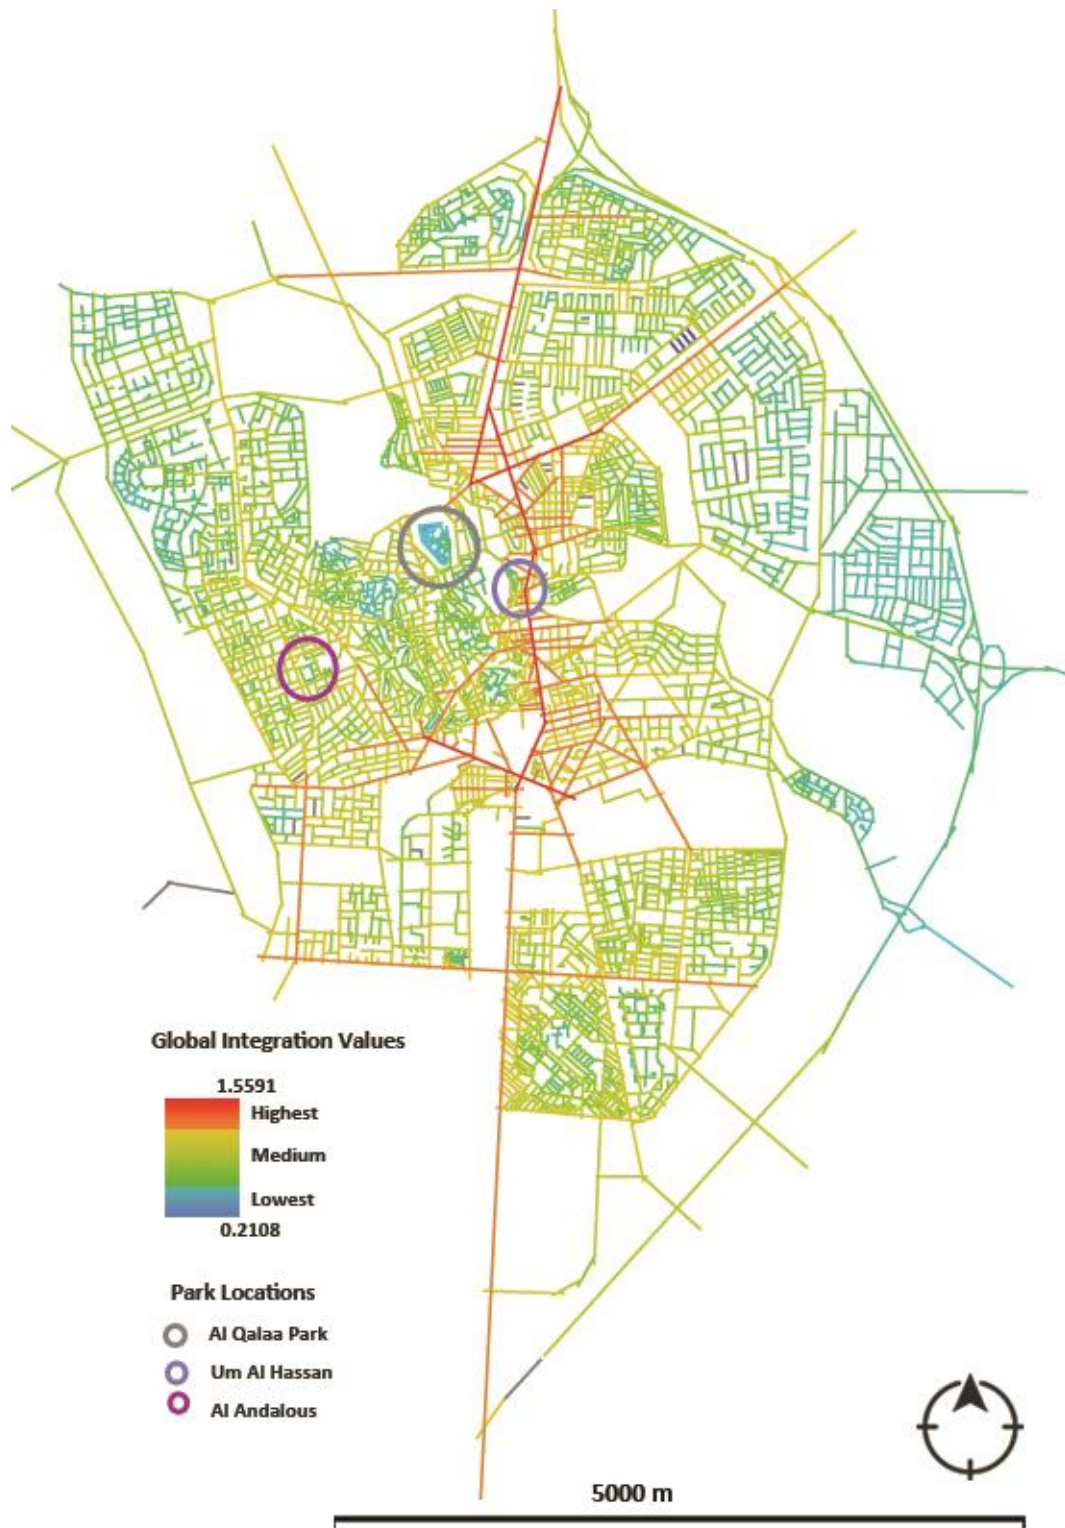 Global Integration Values
1.5591
Highest
Medium
Lowest
0.2108
Park Locations
Al Qalaa Park
Um Al Hassan
Al Andalous
5000 m